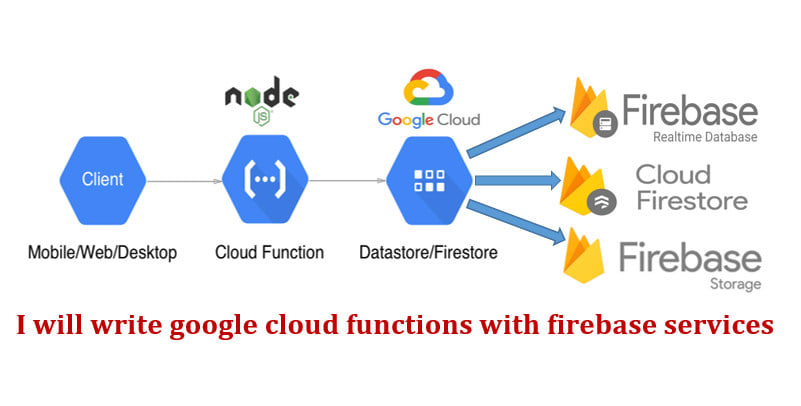 node
JS
Google Cloud
Firebase
Realtime Database
Client
Cloud
Firestore
Mobile/Web/Desktop
Cloud Function
Datastore/Firestore
Firebase
Storage
I will write google cloud functions with firebase services